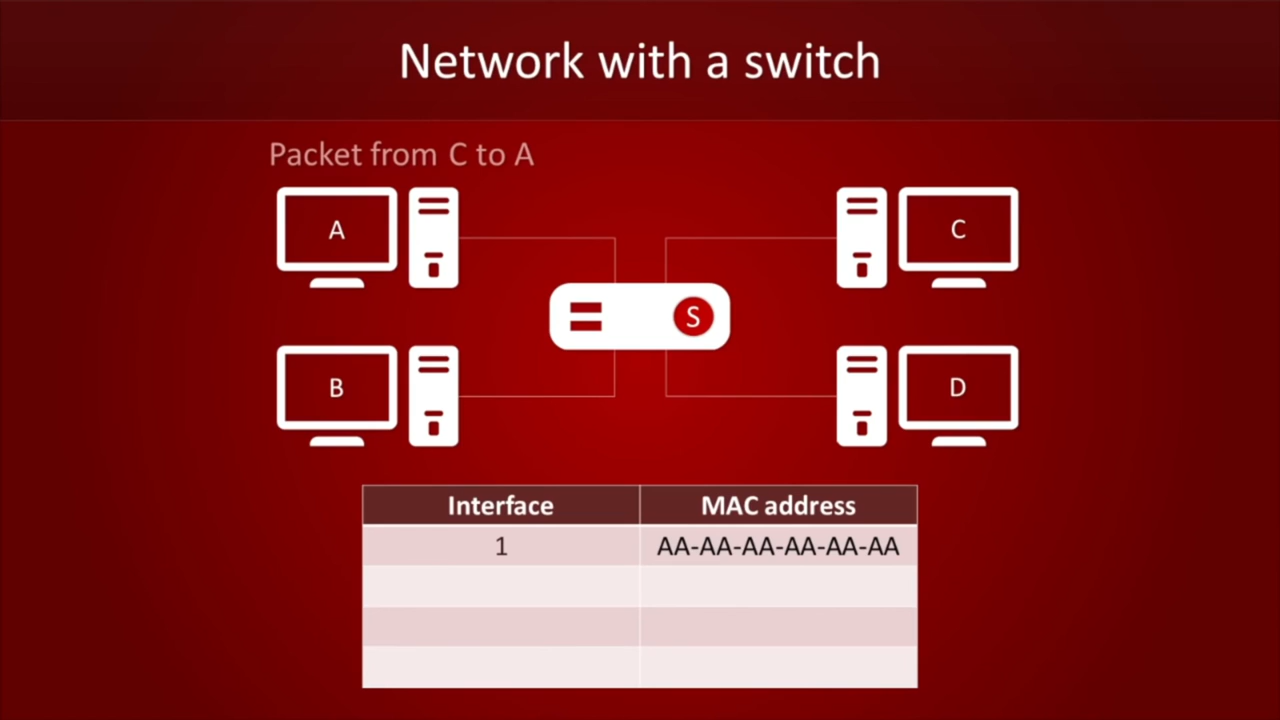 Network with a switch
Packet from C to A
A
C
S
B
D
Interface MAC address
1 AA-AA-AA-AA-AA-AA